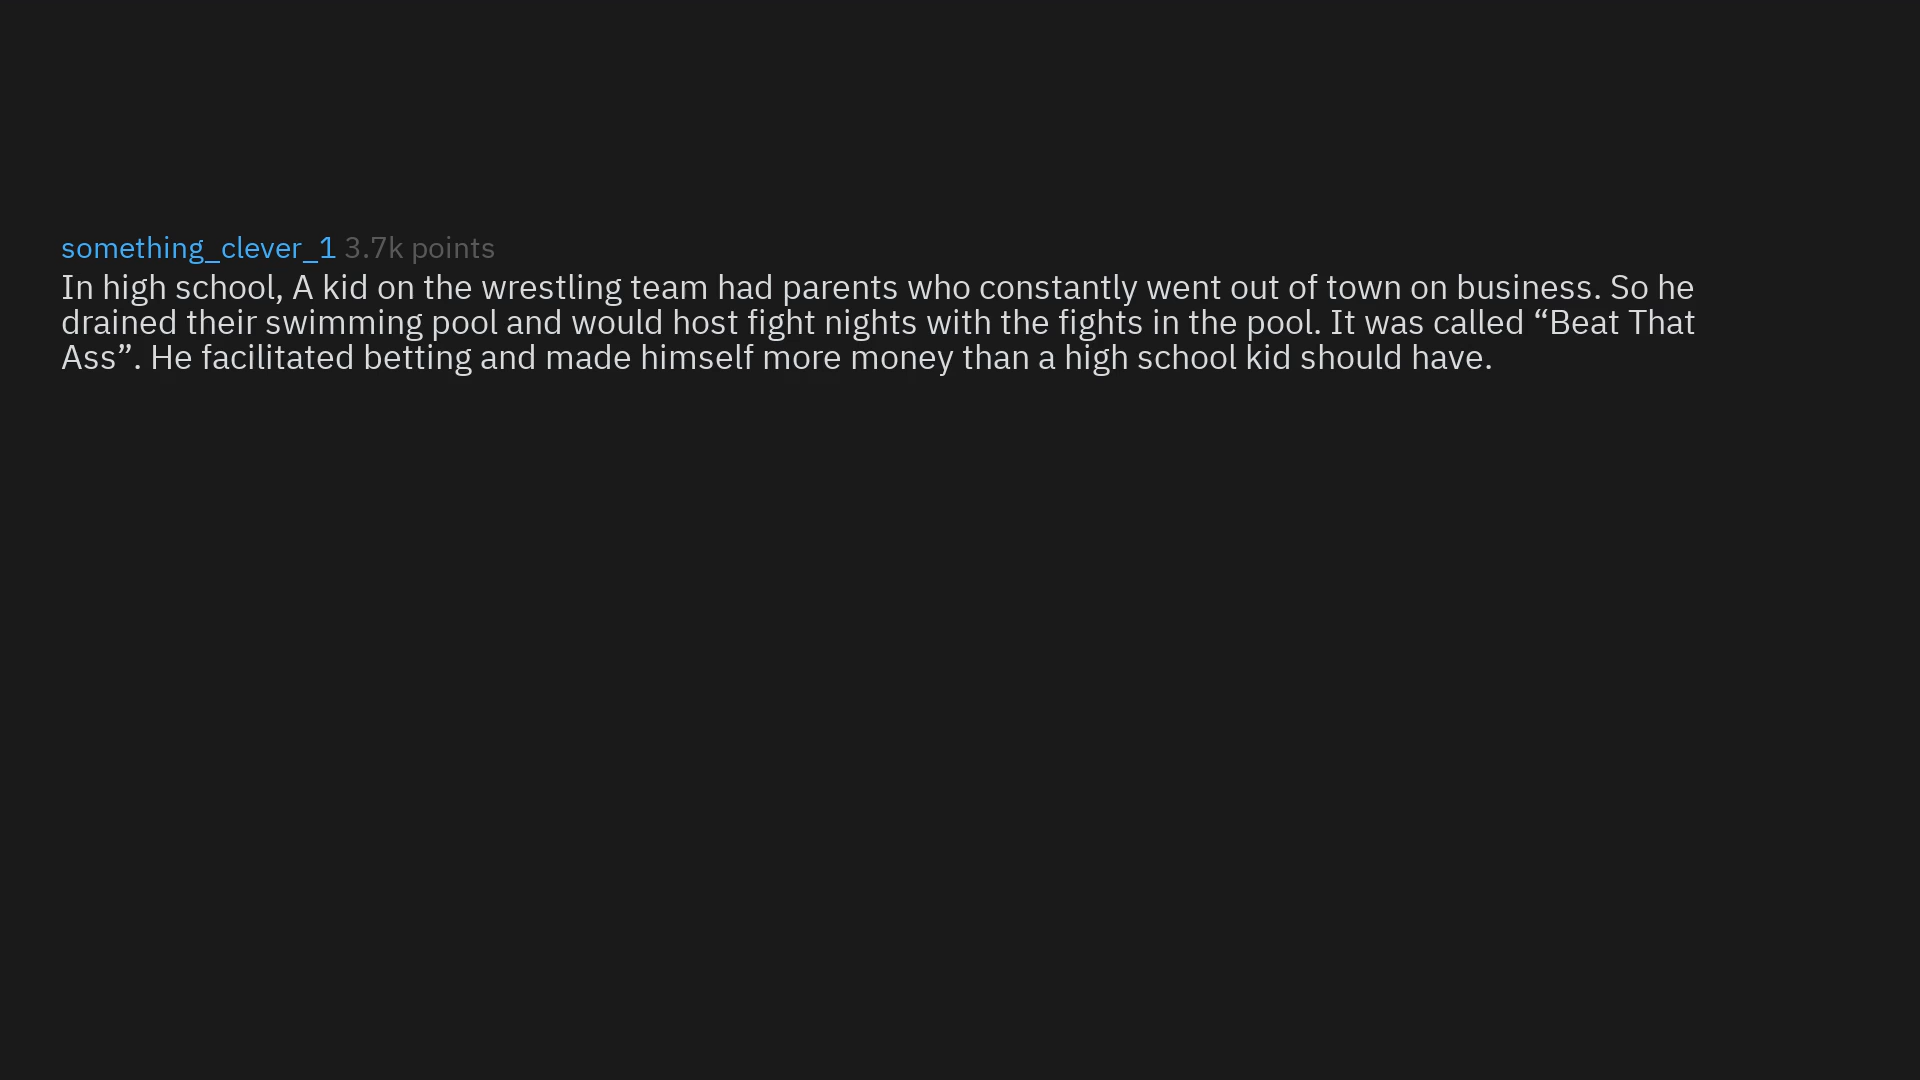 something_clever_1 3.7k points
In high school, A kid on the wrestling team had parents who constantly went out of town on business. So he
drained their swimming pool and would host fight nights with the fights in the pool. It was called “Beat That
Ass”. He facilitated betting and made himself more money than a high school kid should have.